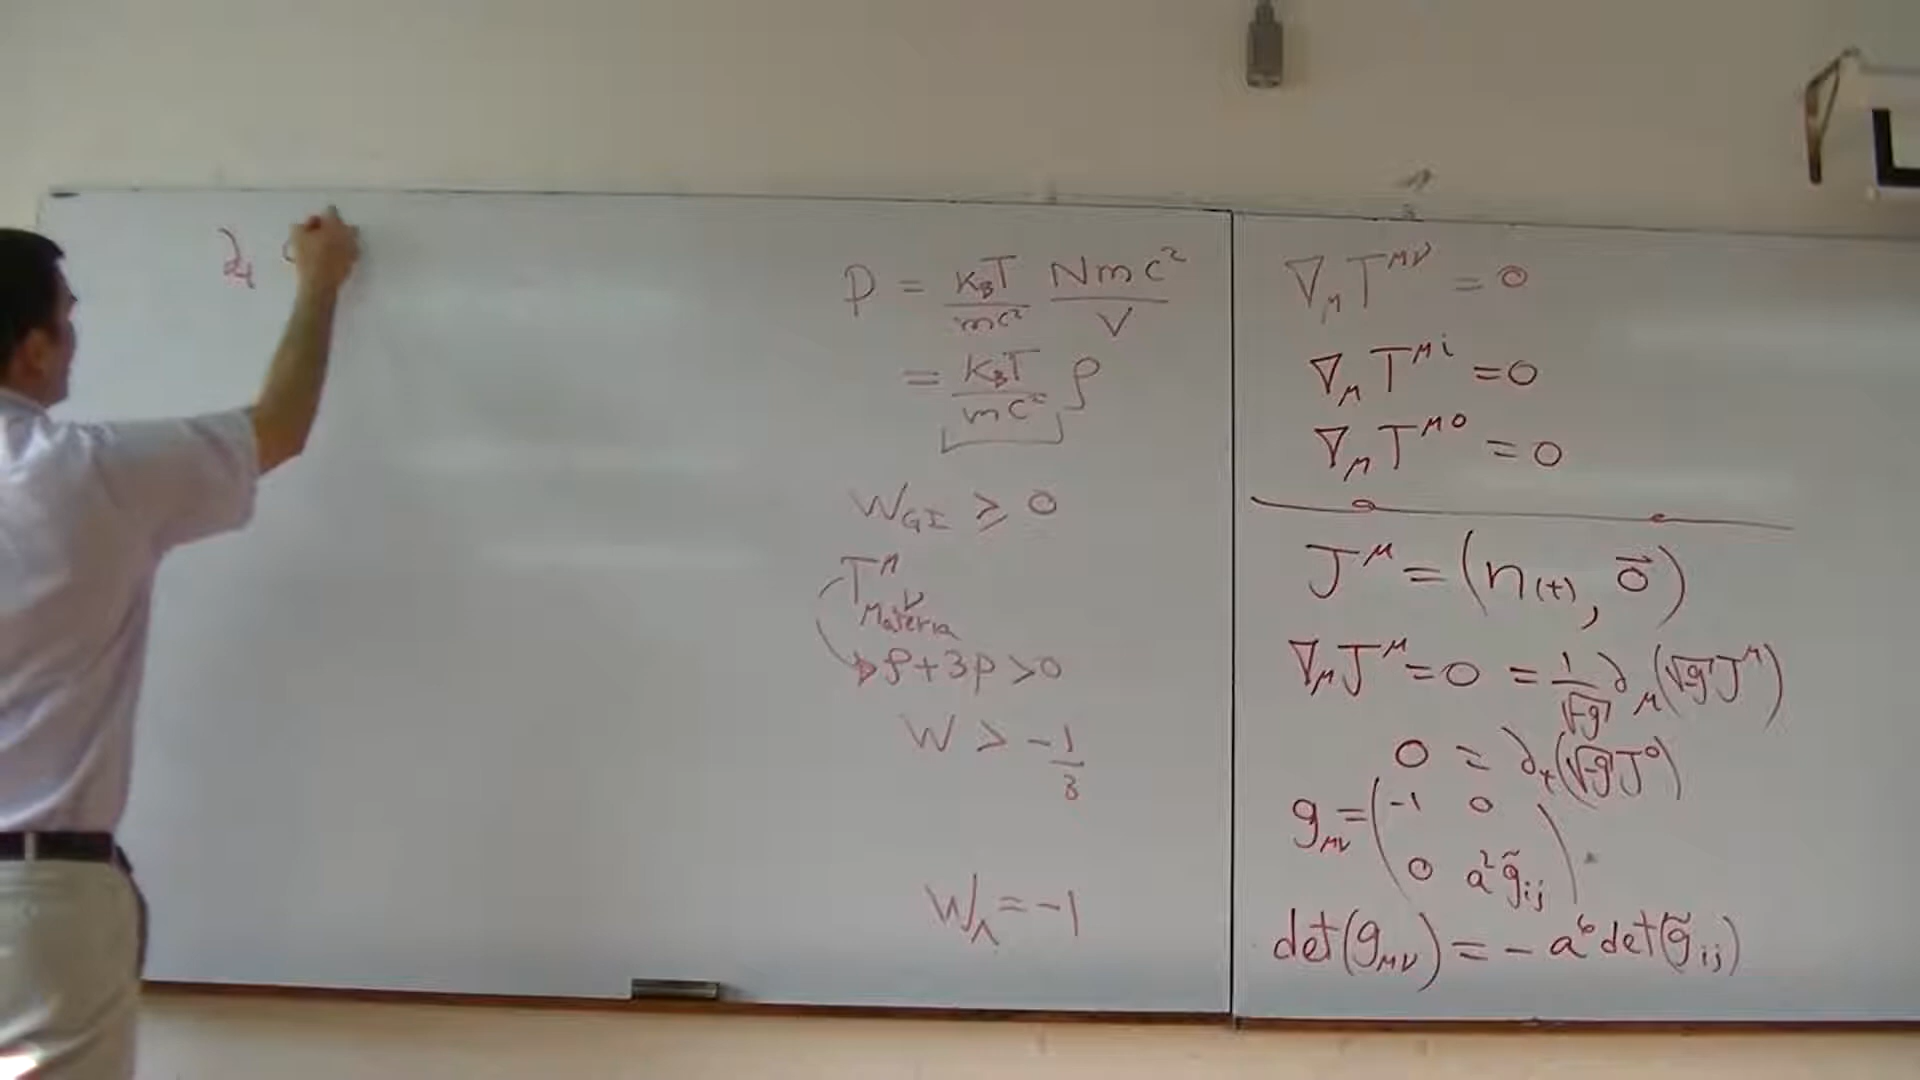 ∂ₜ
P = k_BT/mc² Nmc²/V
= k_BT/mc² ρ
W_GI ≥ 0
T^μ_ν Materia
ρ+3p>0
W > -1/3
W_Λ = -1
∇_μ T^μν = 0
∇_μ T^μi = 0
∇_μ T^μ0 = 0
J^μ = (n(t), 0⃗)
∇_μ J^μ = 0 = 1/√-g ∂_μ(√-g J^μ)
0 = ∂_t(√-g J^0)
g_μν = (-1 0
0 a² g̃_ij)
det(g_μν) = - a⁶ det(g̃_ij)